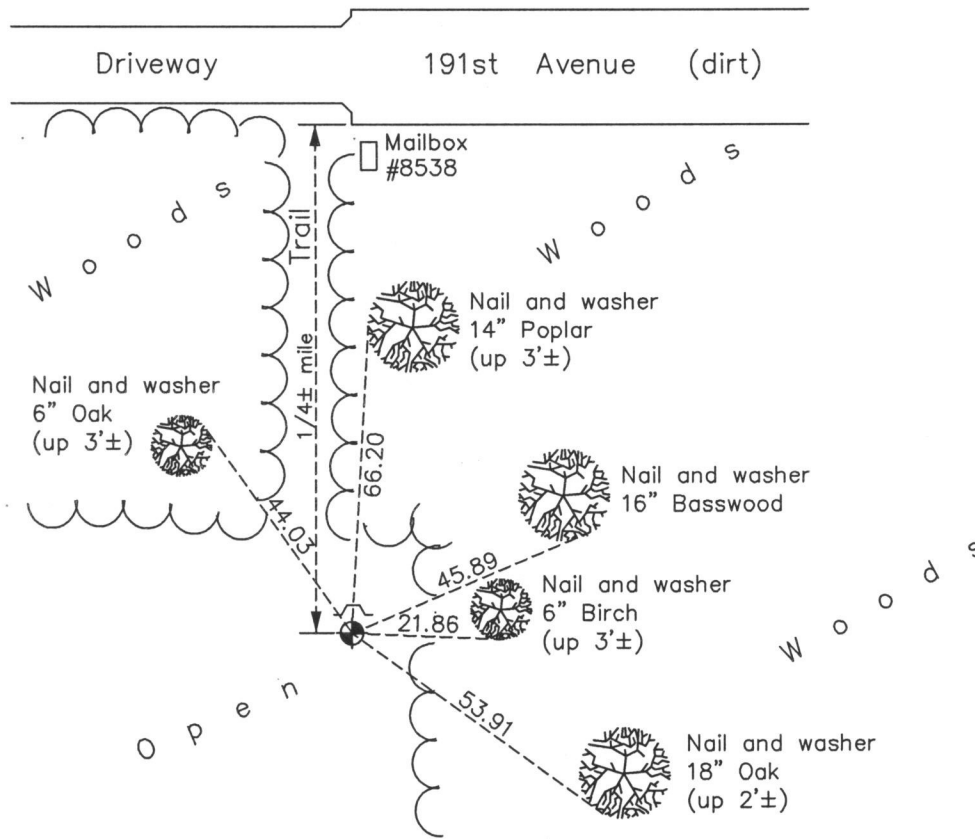 Driveway
191st Avenue (dirt)
Mailbox
#8538
Woods
Woods
Trail
1/4± mile
Nail and washer
14” Poplar
(up 3’±)
Nail and washer
6” Oak
(up 3’±)
66.20
44.03
Nail and washer
16” Basswood
45.89
Nail and washer
6” Birch
(up 3’±)
21.86
Woods
53.91
Open
Nail and washer
18” Oak
(up 2’±)